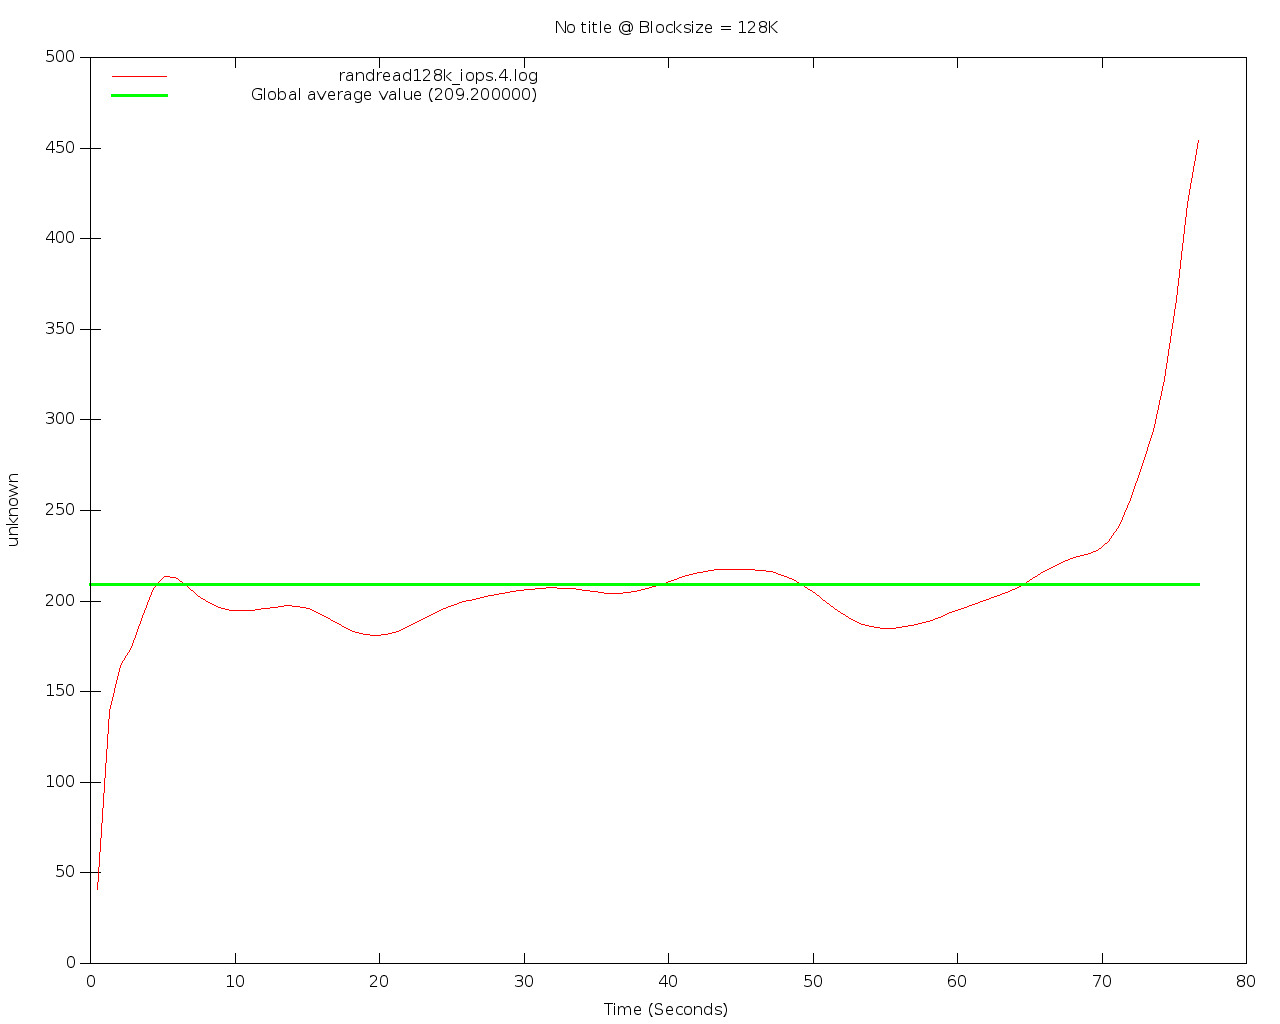 No title @ Blocksize = 128K
randread128k_iops.4.log
Global average value (209.200000)
500
450
400
350
300
250
200
150
100
50
0
unknown
0 10 20 30 40 50 60 70 80
Time (Seconds)